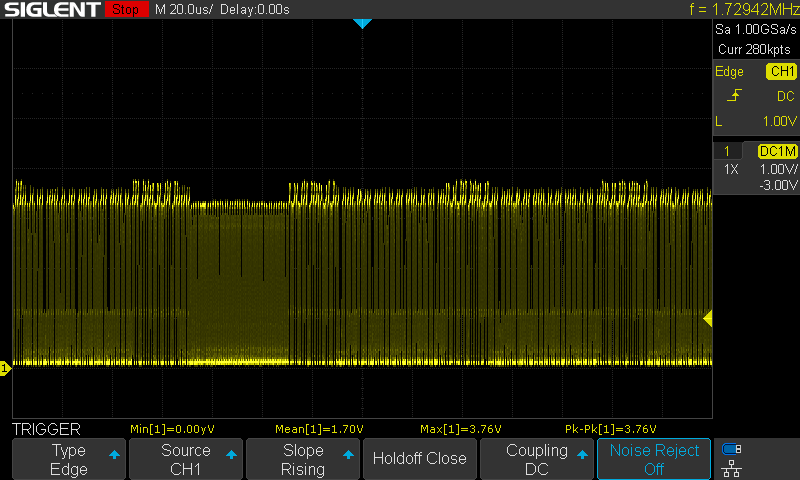 SIGLENT Stop M 20.0us/ Delay:0.00s f = 1.72942MHz
Sa 1.00GSa/s
Curr 280kpts
Edge CH1
DC
L 1.00V
1 DC1M
1X 1.00V/
-3.00V
1
TRIGGER Min[1]=0.00yV Mean[1]=1.70V Max[1]=3.76V Pk-Pk[1]=3.76V
Type Source Slope Holdoff Close Coupling Noise Reject
Edge CH1 Rising DC Off